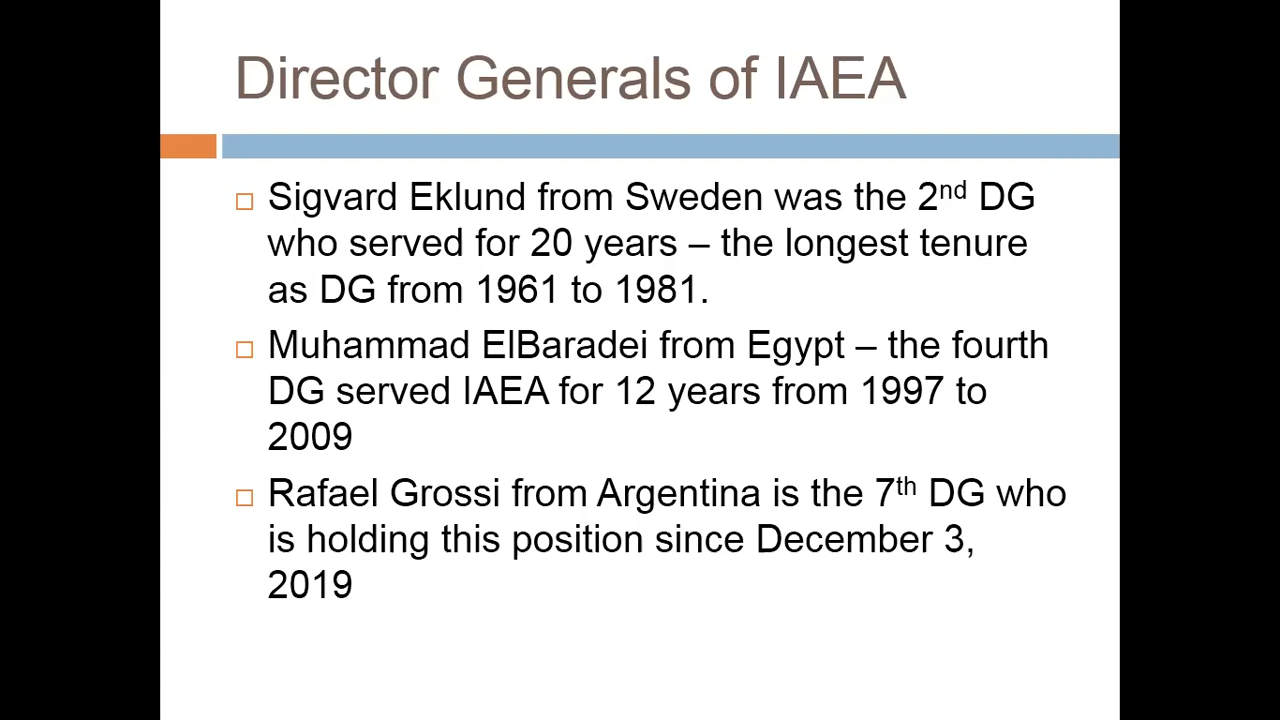 Director Generals of IAEA
Sigvard Eklund from Sweden was the 2nd DG
who served for 20 years – the longest tenure
as DG from 1961 to 1981.
Muhammad ElBaradei from Egypt – the fourth
DG served IAEA for 12 years from 1997 to
2009
Rafael Grossi from Argentina is the 7th DG who
is holding this position since December 3,
2019